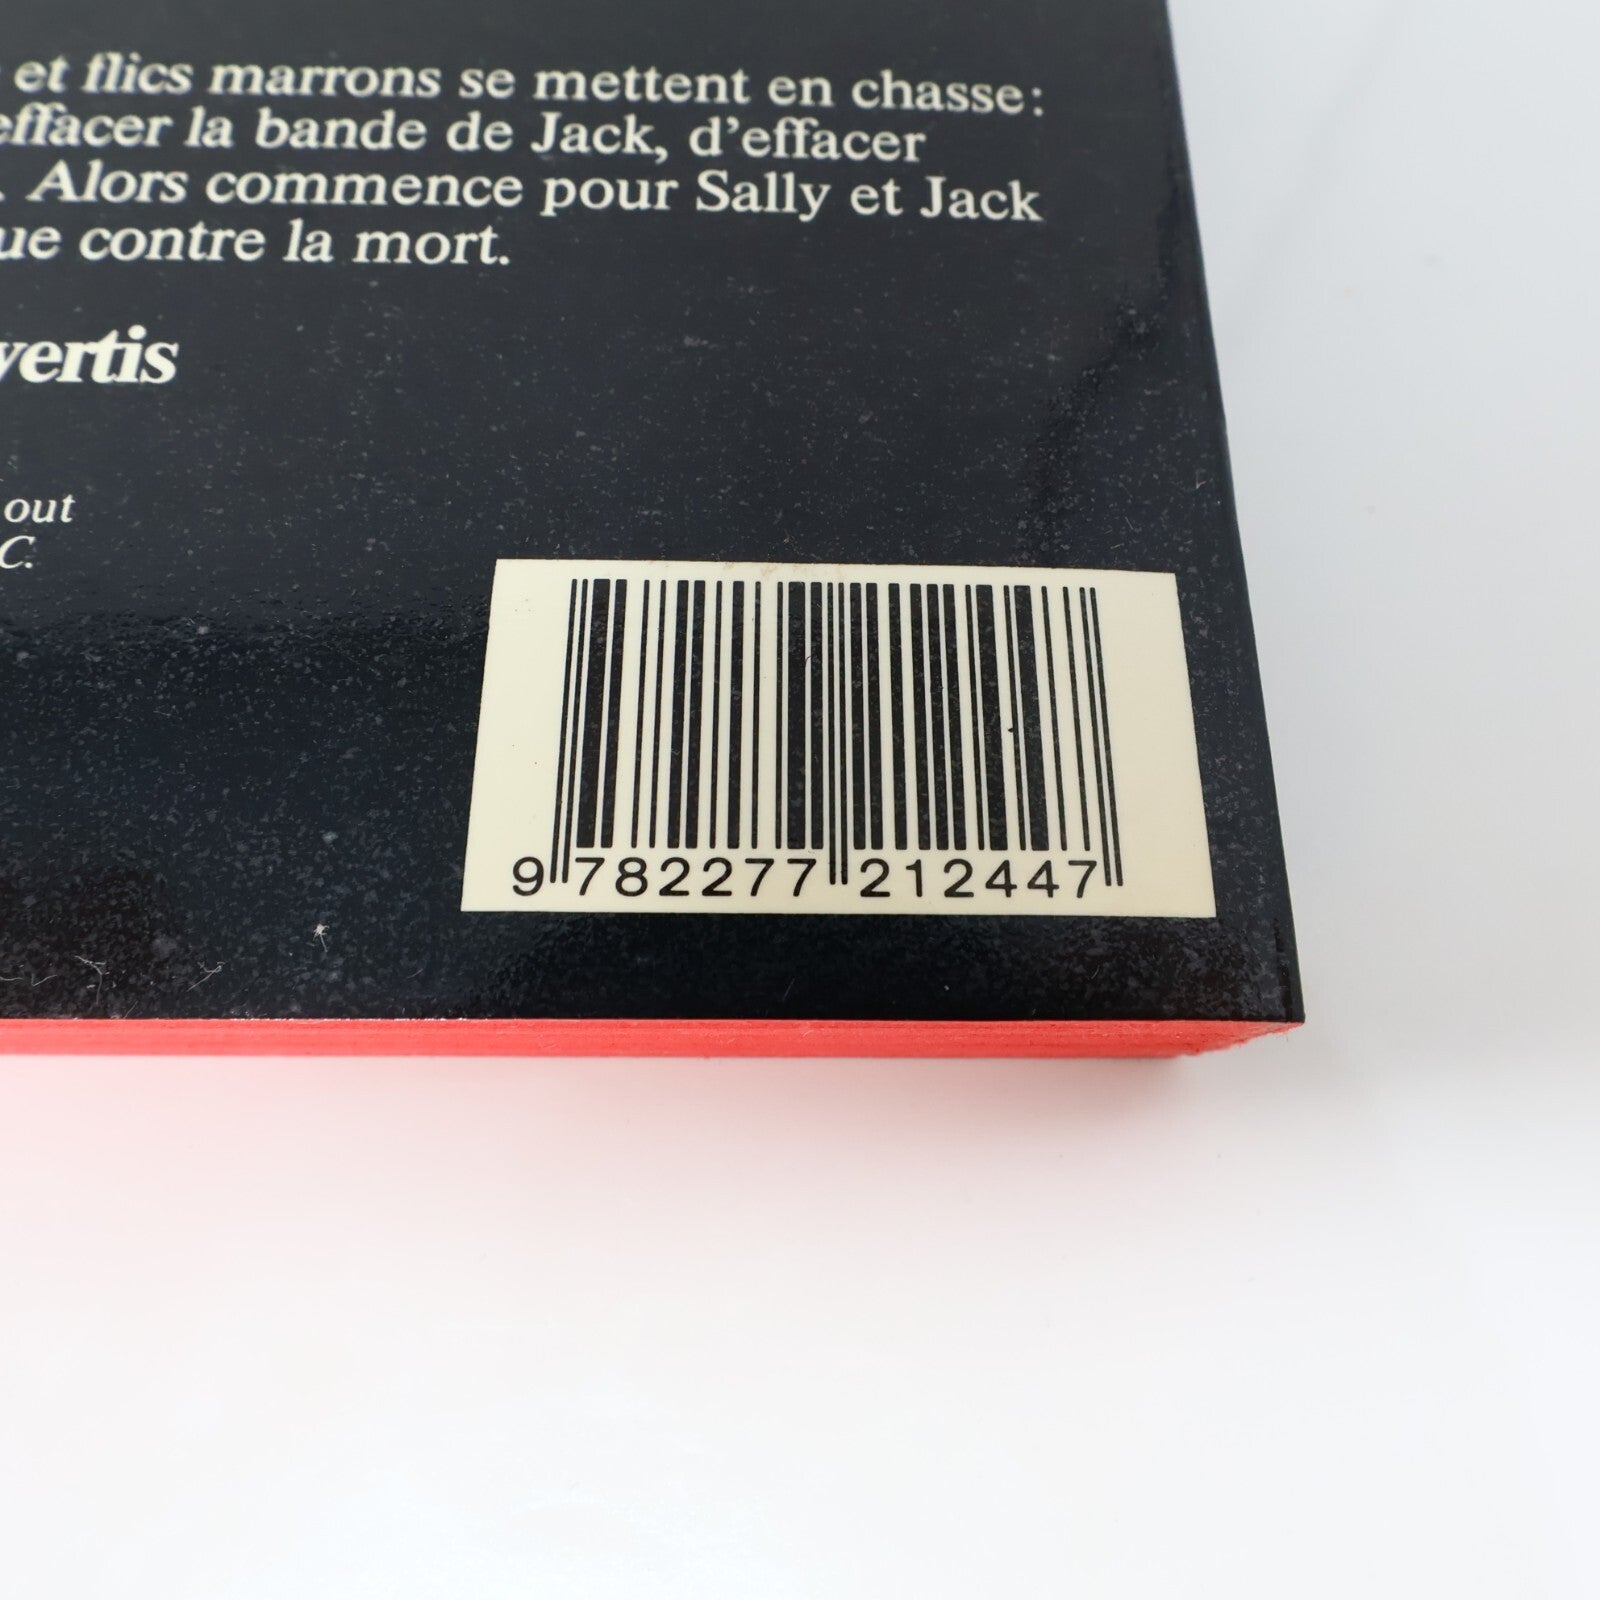 et flics marrons se mettent en chasse:
effacer la bande de Jack, d'effacer
. Alors commence pour Sally et Jack
ue contre la mort.
vertis
out
C.
9 782277 212447